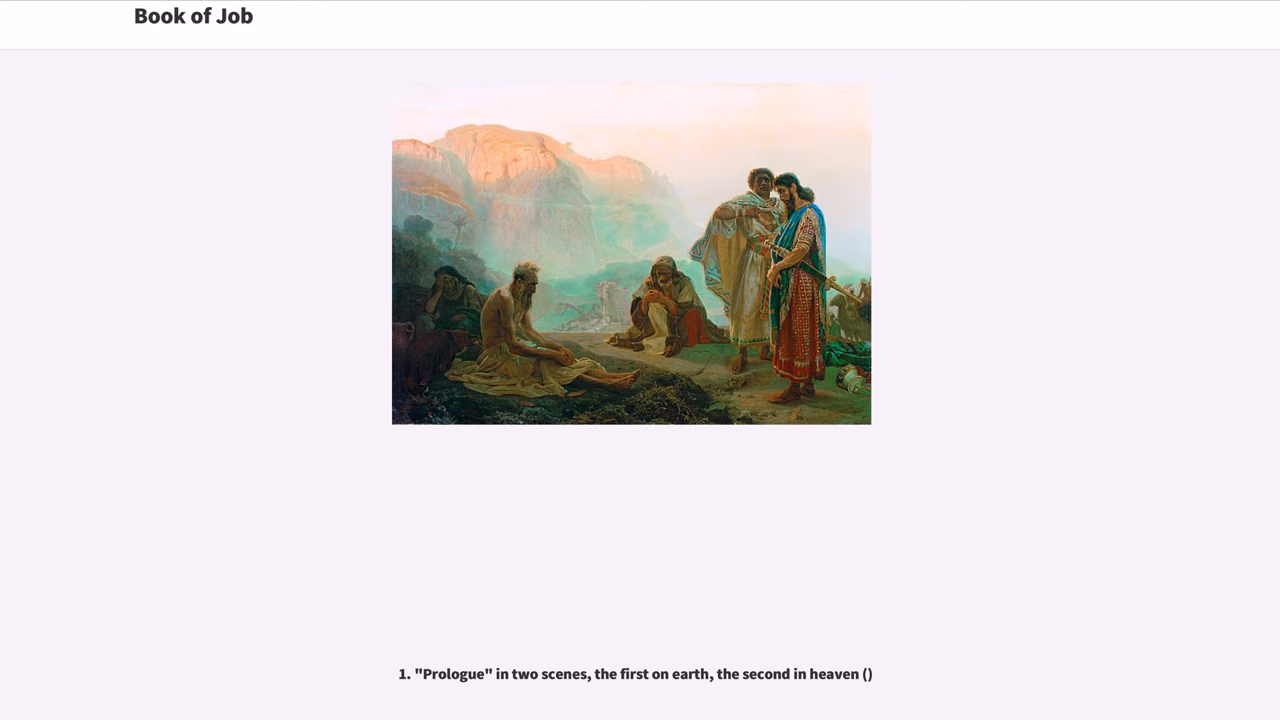 Book of Job
1. "Prologue" in two scenes, the first on earth, the second in heaven ()